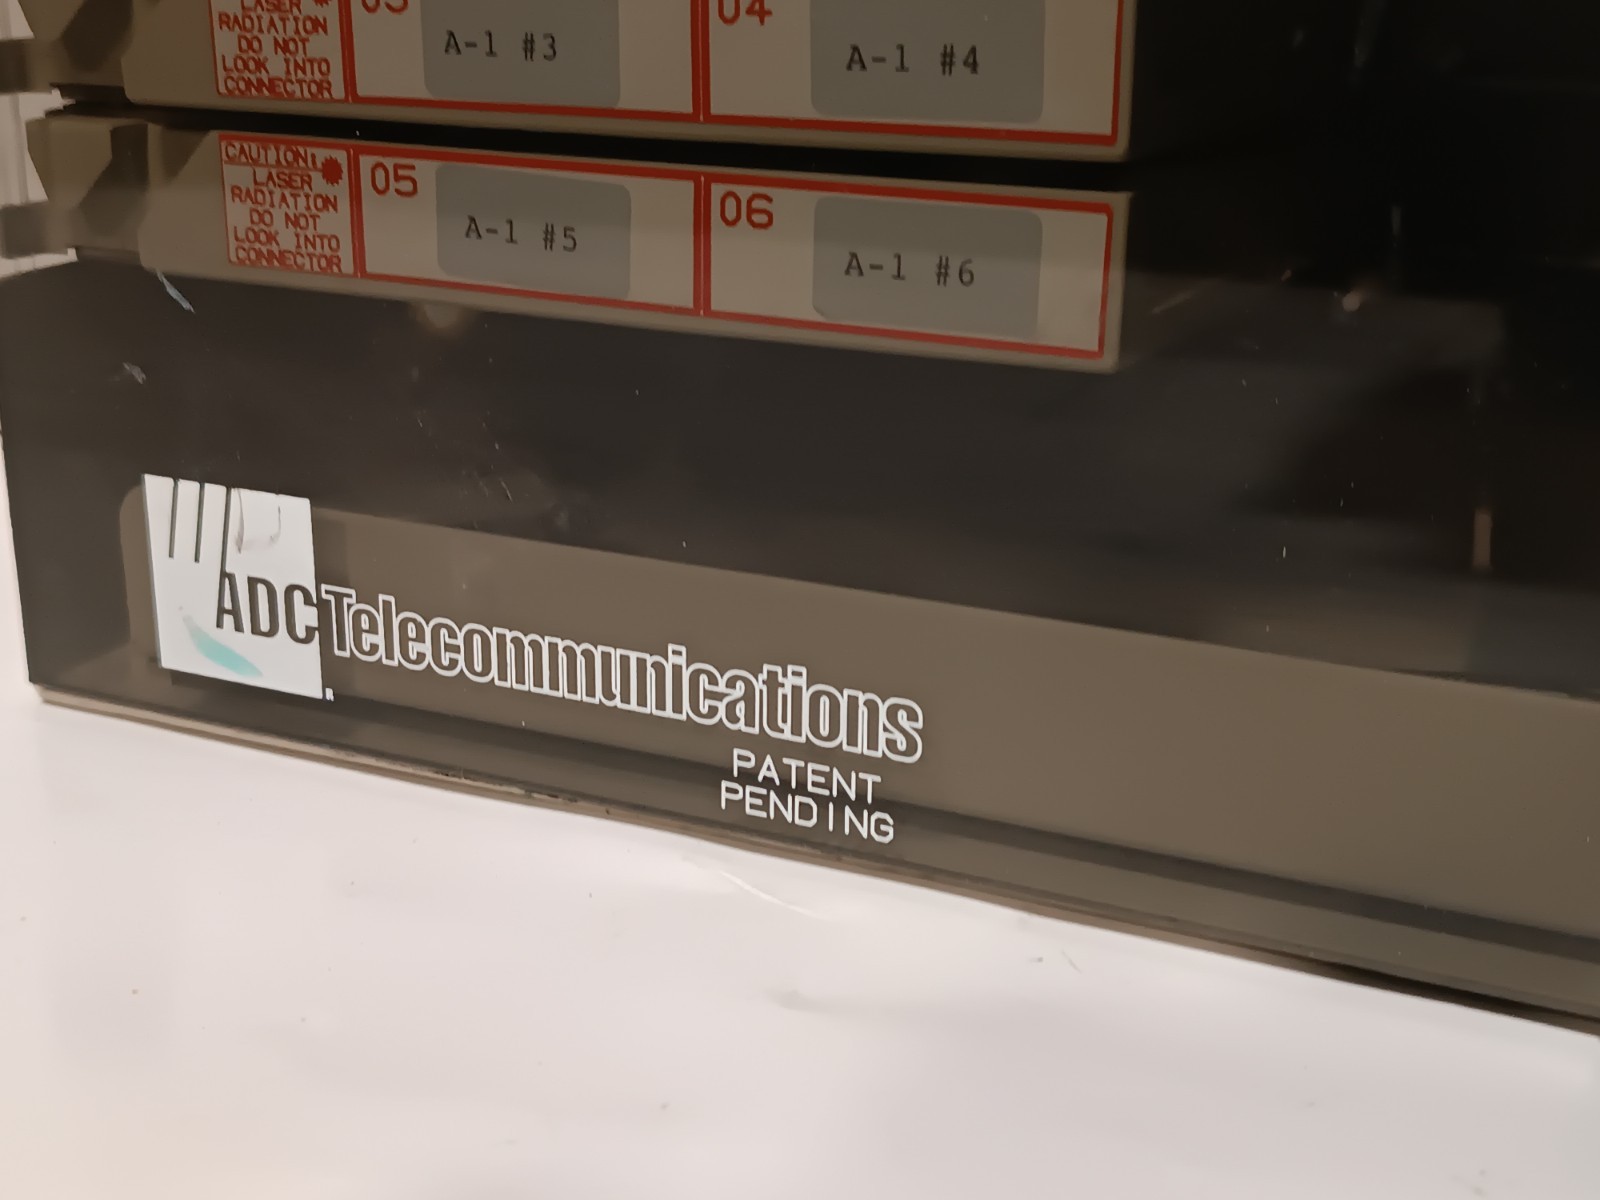 LASER
RADIATION
DO NOT
LOOK INTO
CONNECTOR
03
A-1 #3
04
A-1 #4
CAUTION!
LASER
RADIATION
DO NOT
LOOK INTO
CONNECTOR
05
A-1 #5
06
A-1 #6
ADC Telecommunications
®
PATENT
PENDING